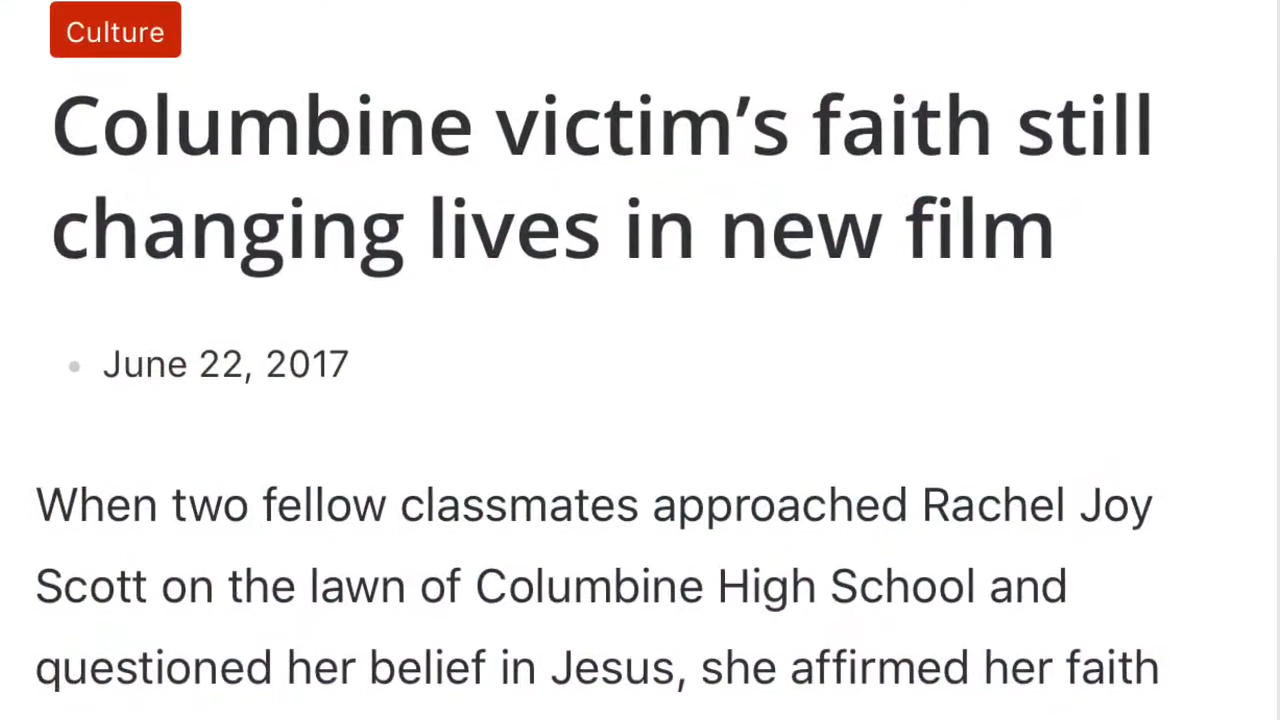 Culture
Columbine victim’s faith still
changing lives in new film
June 22, 2017
When two fellow classmates approached Rachel Joy
Scott on the lawn of Columbine High School and
questioned her belief in Jesus, she affirmed her faith